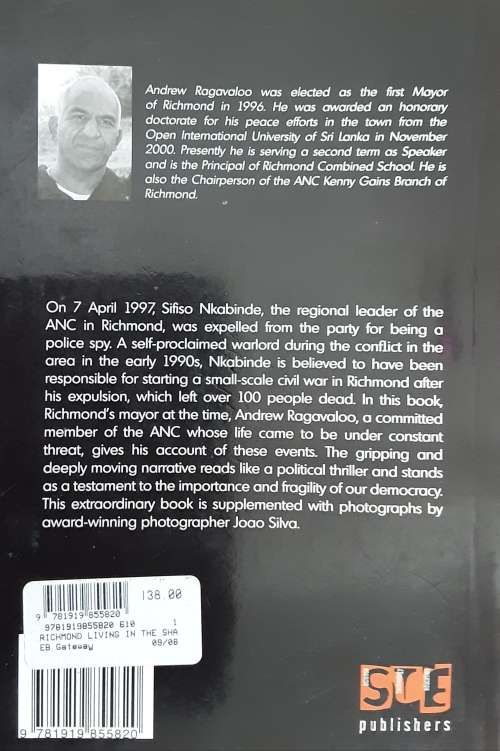 Andrew Ragavaloo was elected as the first Mayor
of Richmond in 1996. He was awarded an honorary
doctorate for his peace efforts in the town from the
Open International University of Sri Lanka in November
2000. Presently he is serving a second term as Speaker
and is the Principal of Richmond Combined School. He is
also the Chairperson of the ANC Kenny Gains Branch of
Richmond.
On 7 April 1997, Sifiso Nkabinde, the regional leader of the
ANC in Richmond, was expelled from the party for being a
police spy. A self-proclaimed warlord during the conflict in the
area in the early 1990s, Nkabinde is believed to have been
responsible for starting a small-scale civil war in Richmond after
his expulsion, which left over 100 people dead. In this book,
Richmond's mayor at the time, Andrew Ragavaloo, a committed
member of the ANC whose life came to be under constant
threat, gives his account of these events. The gripping and
deeply moving narrative reads like a political thriller and stands
as a testament to the importance and fragility of our democracy.
This extraordinary book is supplemented with photographs by
award-winning photographer Joao Silva.
138.00
9 781919 855820
9781919855820 610 1
RICHMOND LIVING IN THE SHA
EB.Gateway 09/08
9 781919 855820
STE
publishers